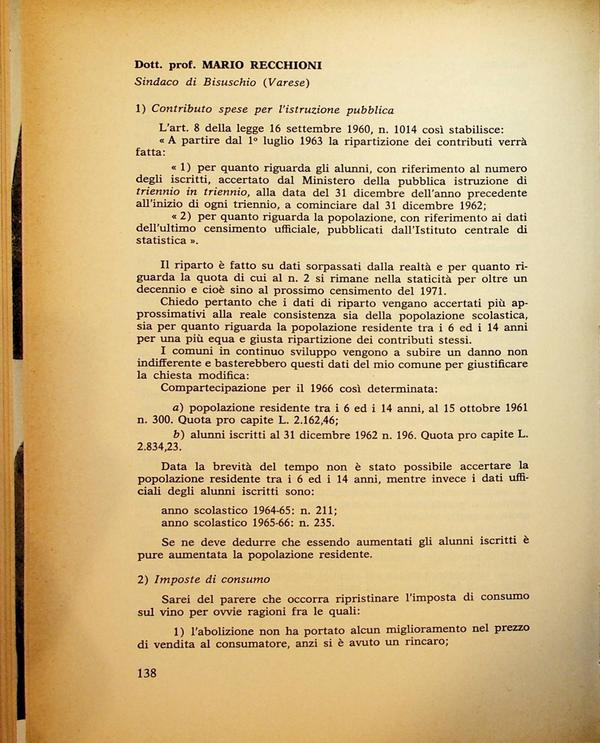 Dott. prof. MARIO RECCHIONI
Sindaco di Bisuschio (Varese)
1) Contributo spese per l'istruzione pubblica
L'art. 8 della legge 16 settembre 1960, n. 1014 così stabilisce:
« A partire dal 1º luglio 1963 la ripartizione dei contributi verrà
fatta:
« 1) per quanto riguarda gli alunni, con riferimento al numero
degli iscritti, accertato dal Ministero della pubblica istruzione di
triennio in triennio, alla data del 31 dicembre dell'anno precedente
all'inizio di ogni triennio, a cominciare dal 31 dicembre 1962;
« 2) per quanto riguarda la popolazione, con riferimento ai dati
dell'ultimo censimento ufficiale, pubblicati dall'Istituto centrale di
statistica ».
Il riparto è fatto su dati sorpassati dalla realtà e per quanto ri-
guarda la quota di cui al n. 2 si rimane nella staticità per oltre un
decennio e cioè sino al prossimo censimento del 1971.
Chiedo pertanto che i dati di riparto vengano accertati più ap-
prossimativi alla reale consistenza sia della popolazione scolastica,
sia per quanto riguarda la popolazione residente tra i 6 ed i 14 anni
per una più equa e giusta ripartizione dei contributi stessi.
I comuni in continuo sviluppo vengono a subire un danno non
indifferente e basterebbero questi dati del mio comune per giustificare
la chiesta modifica:
Compartecipazione per il 1966 così determinata:
a) popolazione residente tra i 6 ed i 14 anni, al 15 ottobre 1961
n. 300. Quota pro capite L. 2.162,46;
b) alunni iscritti al 31 dicembre 1962 n. 196. Quota pro capite L.
2.834,23.
Data la brevità del tempo non è stato possibile accertare la
popolazione residente tra i 6 ed i 14 anni, mentre invece i dati uffi-
ciali degli alunni iscritti sono:
anno scolastico 1964-65: n. 211;
anno scolastico 1965-66: n. 235.
Se ne deve dedurre che essendo aumentati gli alunni iscritti è
pure aumentata la popolazione residente.
2) Imposte di consumo
Sarei del parere che occorra ripristinare l'imposta di consumo
sul vino per ovvie ragioni fra le quali:
1) l'abolizione non ha portato alcun miglioramento nel prezzo
di vendita al consumatore, anzi si è avuto un rincaro;
138